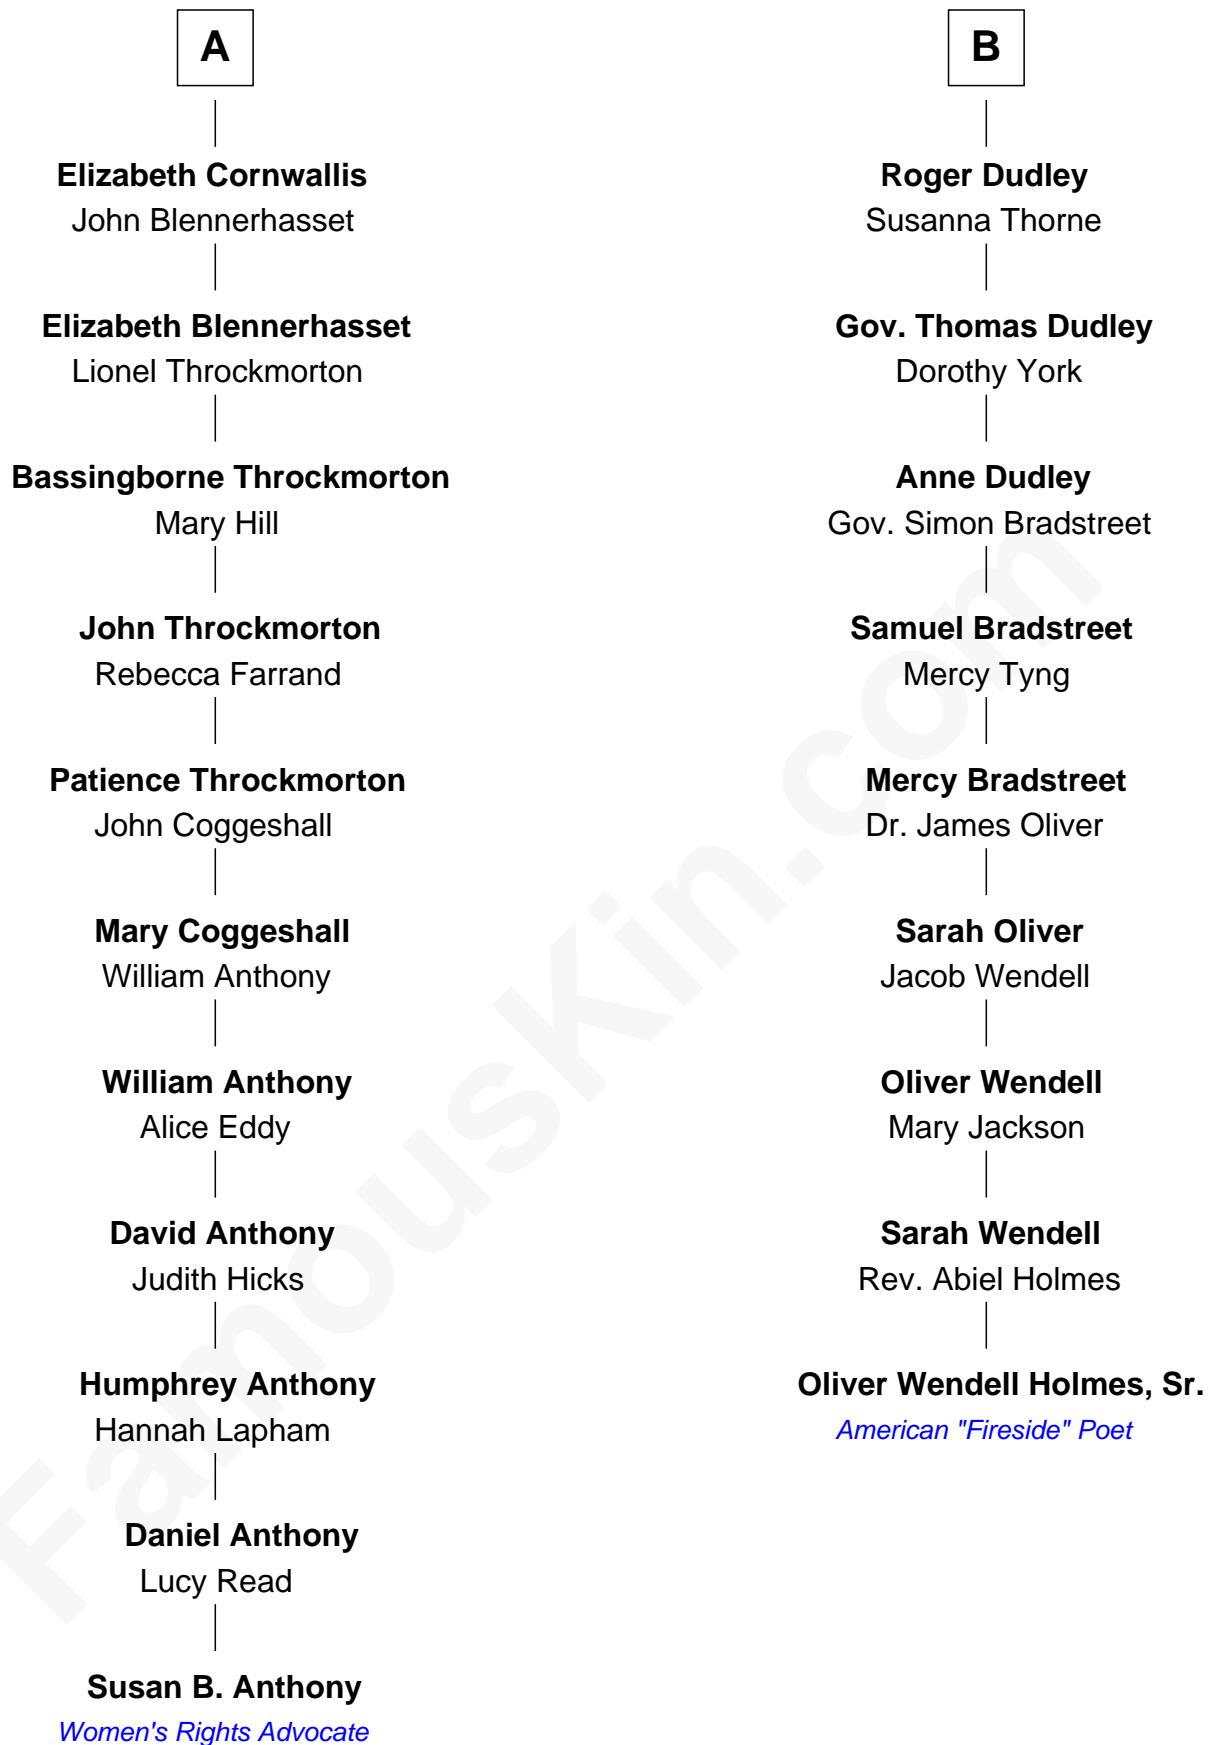 A
Elizabeth Cornwallis
John Blennerhasset
Elizabeth Blennerhasset
Lionel Throckmorton
Bassingborne Throckmorton
Mary Hill
John Throckmorton
Rebecca Farrand
Patience Throckmorton
John Coggeshall
Mary Coggeshall
William Anthony
William Anthony
Alice Eddy
David Anthony
Judith Hicks
Humphrey Anthony
Hannah Lapham
Daniel Anthony
Lucy Read
Susan B. Anthony
Women's Rights Advocate
B
Roger Dudley
Susanna Thorne
Gov. Thomas Dudley
Dorothy York
Anne Dudley
Gov. Simon Bradstreet
Samuel Bradstreet
Mercy Tyng
Mercy Bradstreet
Dr. James Oliver
Sarah Oliver
Jacob Wendell
Oliver Wendell
Mary Jackson
Sarah Wendell
Rev. Abiel Holmes
Oliver Wendell Holmes, Sr.
American "Fireside" Poet
FamousKin.com